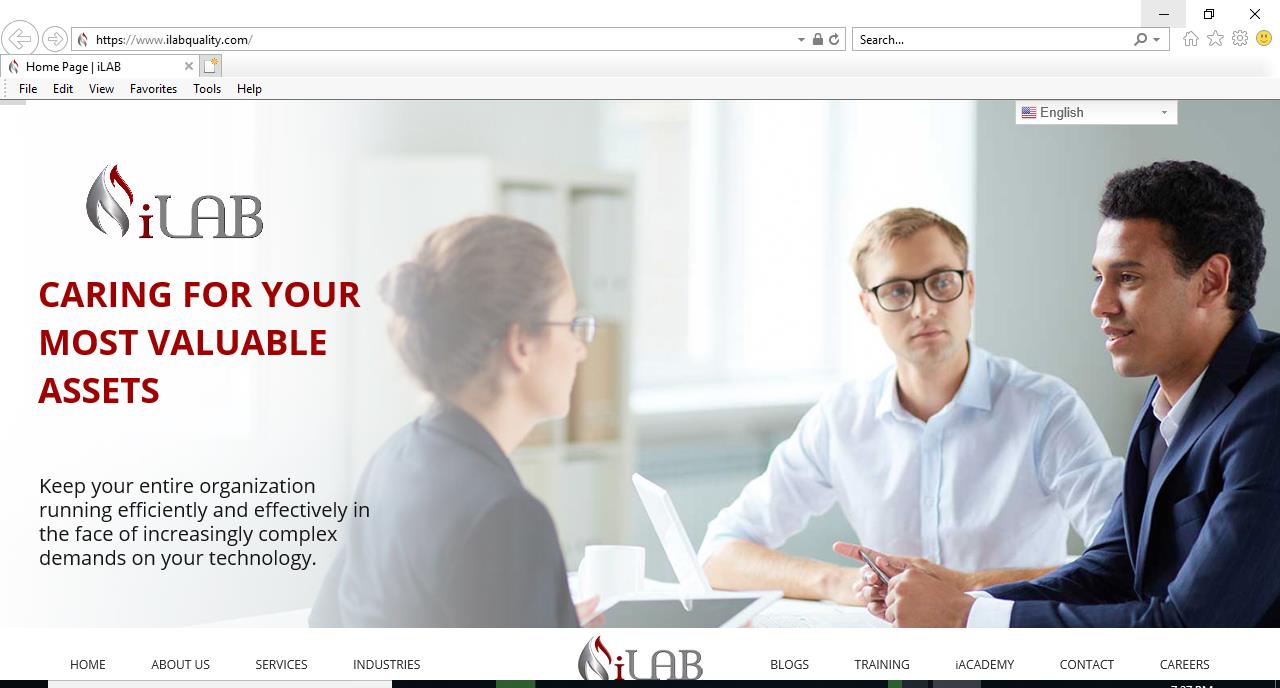 https://www.ilabquality.com/
Search...
Home Page | iLAB
File Edit View Favorites Tools Help
English
iLAB
CARING FOR YOUR
MOST VALUABLE
ASSETS
Keep your entire organization
running efficiently and effectively in
the face of increasingly complex
demands on your technology.
HOME ABOUT US SERVICES INDUSTRIES iLAB BLOGS TRAINING iACADEMY CONTACT CAREERS